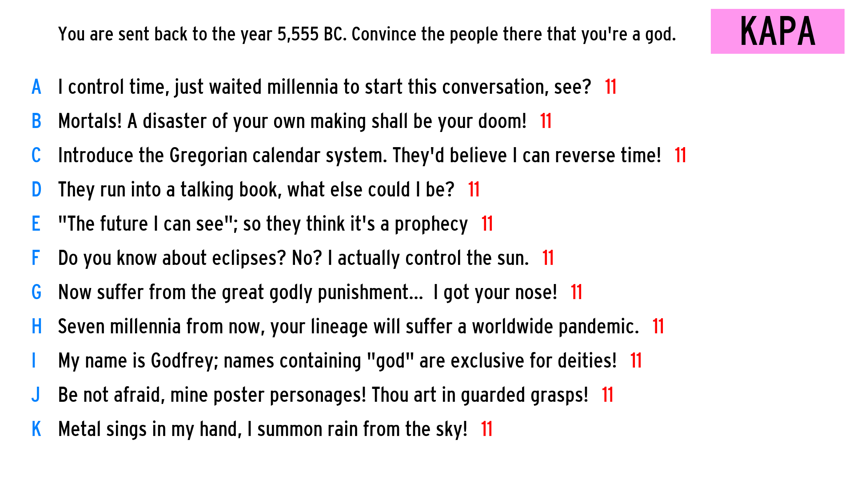 You are sent back to the year 5,555 BC. Convince the people there that you're a god.
KAPA
A I control time, just waited millennia to start this conversation, see? 11
B Mortals! A disaster of your own making shall be your doom! 11
C Introduce the Gregorian calendar system. They'd believe I can reverse time! 11
D They run into a talking book, what else could I be? 11
E "The future I can see"; so they think it's a prophecy 11
F Do you know about eclipses? No? I actually control the sun. 11
G Now suffer from the great godly punishment... I got your nose! 11
H Seven millennia from now, your lineage will suffer a worldwide pandemic. 11
I My name is Godfrey; names containing "god" are exclusive for deities! 11
J Be not afraid, mine poster personages! Thou art in guarded grasps! 11
K Metal sings in my hand, I summon rain from the sky! 11